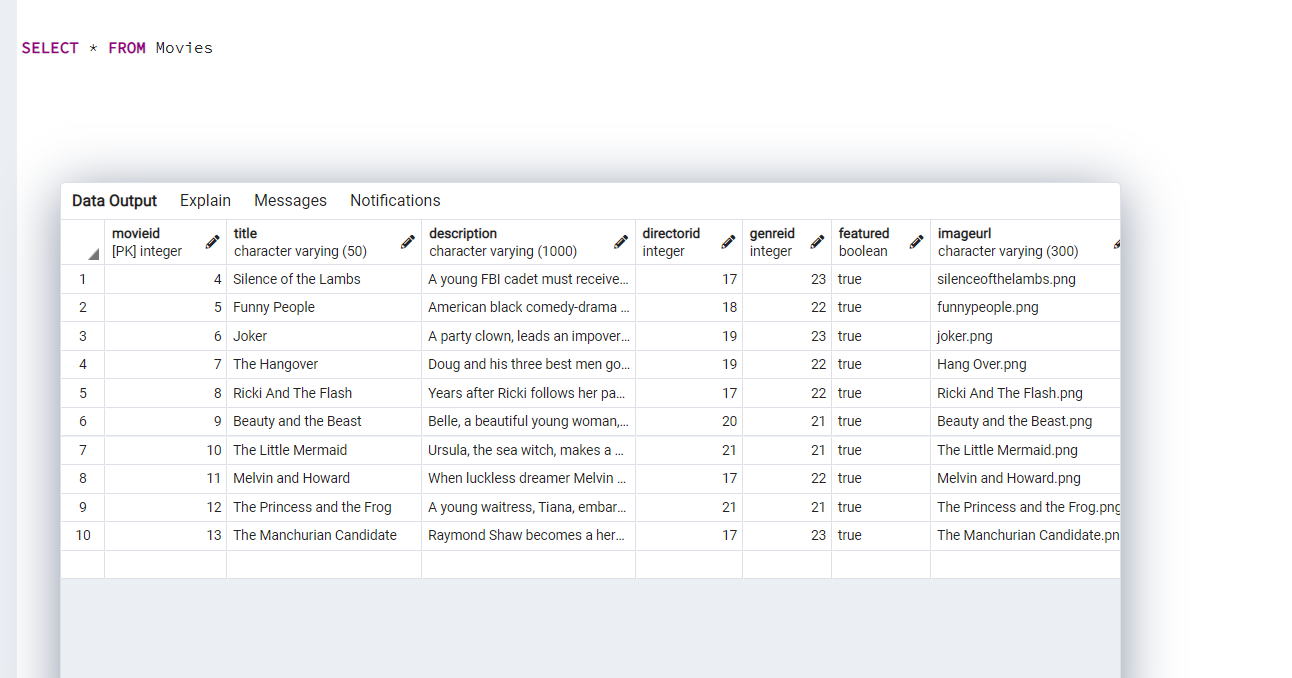 SELECT * FROM Movies
Data Output Explain Messages Notifications
movieid title description directorid genreid featured imageurl
[PK] integer character varying (50) character varying (1000) integer integer boolean character varying (300)
1 4 Silence of the Lambs A young FBI cadet must receive... 17 23 true silenceofthelambs.png
2 5 Funny People American black comedy-drama ... 18 22 true funnypeople.png
3 6 Joker A party clown, leads an impover... 19 23 true joker.png
4 7 The Hangover Doug and his three best men go... 19 22 true Hang Over.png
5 8 Ricki And The Flash Years after Ricki follows her pa... 17 22 true Ricki And The Flash.png
6 9 Beauty and the Beast Belle, a beautiful young woman,... 20 21 true Beauty and the Beast.png
7 10 The Little Mermaid Ursula, the sea witch, makes a ... 21 21 true The Little Mermaid.png
8 11 Melvin and Howard When luckless dreamer Melvin ... 17 22 true Melvin and Howard.png
9 12 The Princess and the Frog A young waitress, Tiana, embar... 21 21 true The Princess and the Frog.png
10 13 The Manchurian Candidate Raymond Shaw becomes a her... 17 23 true The Manchurian Candidate.pn